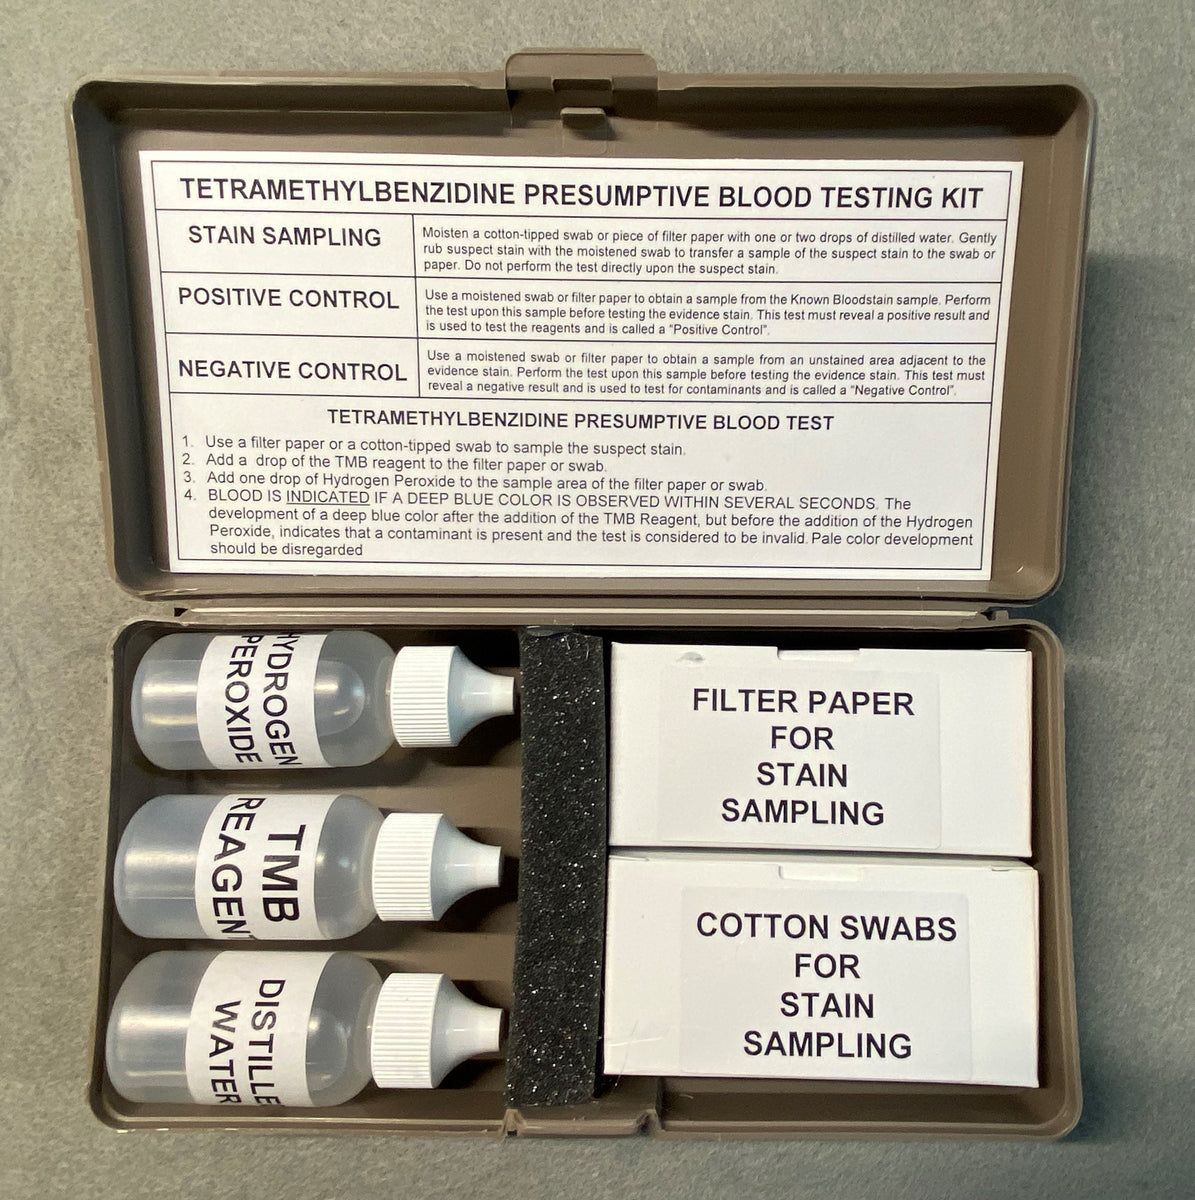 TETRAMETHYLBENZIDINE PRESUMPTIVE BLOOD TESTING KIT
STAIN SAMPLING
Moisten a cotton-tipped swab or piece of filter paper with one or two drops of distilled water. Gently
rub suspect stain with the moistened swab to transfer a sample of the suspect stain to the swab or
paper. Do not perform the test directly upon the suspect stain.
POSITIVE CONTROL
Use a moistened swab or filter paper to obtain a sample from the Known Bloodstain sample. Perform
the test upon this sample before testing the evidence stain. This test must reveal a positive result and
is used to test the reagents and is called a "Positive Control".
NEGATIVE CONTROL
Use a moistened swab or filter paper to obtain a sample from an unstained area adjacent to the
evidence stain. Perform the test upon this sample before testing the evidence stain. This test must
reveal a negative result and is used to test for contaminants and is called a "Negative Control".
TETRAMETHYLBENZIDINE PRESUMPTIVE BLOOD TEST
1. Use a filter paper or a cotton-tipped swab to sample the suspect stain.
2. Add a drop of the TMB reagent to the filter paper or swab.
3. Add one drop of Hydrogen Peroxide to the sample area of the filter paper or swab.
4. BLOOD IS INDICATED IF A DEEP BLUE COLOR IS OBSERVED WITHIN SEVERAL SECONDS. The
development of a deep blue color after the addition of the TMB Reagent, but before the addition of the Hydrogen
Peroxide, indicates that a contaminant is present and the test is considered to be invalid. Pale color development
should be disregarded
HYDROGEN
PEROXIDE
TMB
REAGENT
DISTILLE
WATER
FILTER PAPER
FOR
STAIN
SAMPLING
COTTON SWABS
FOR
STAIN
SAMPLING